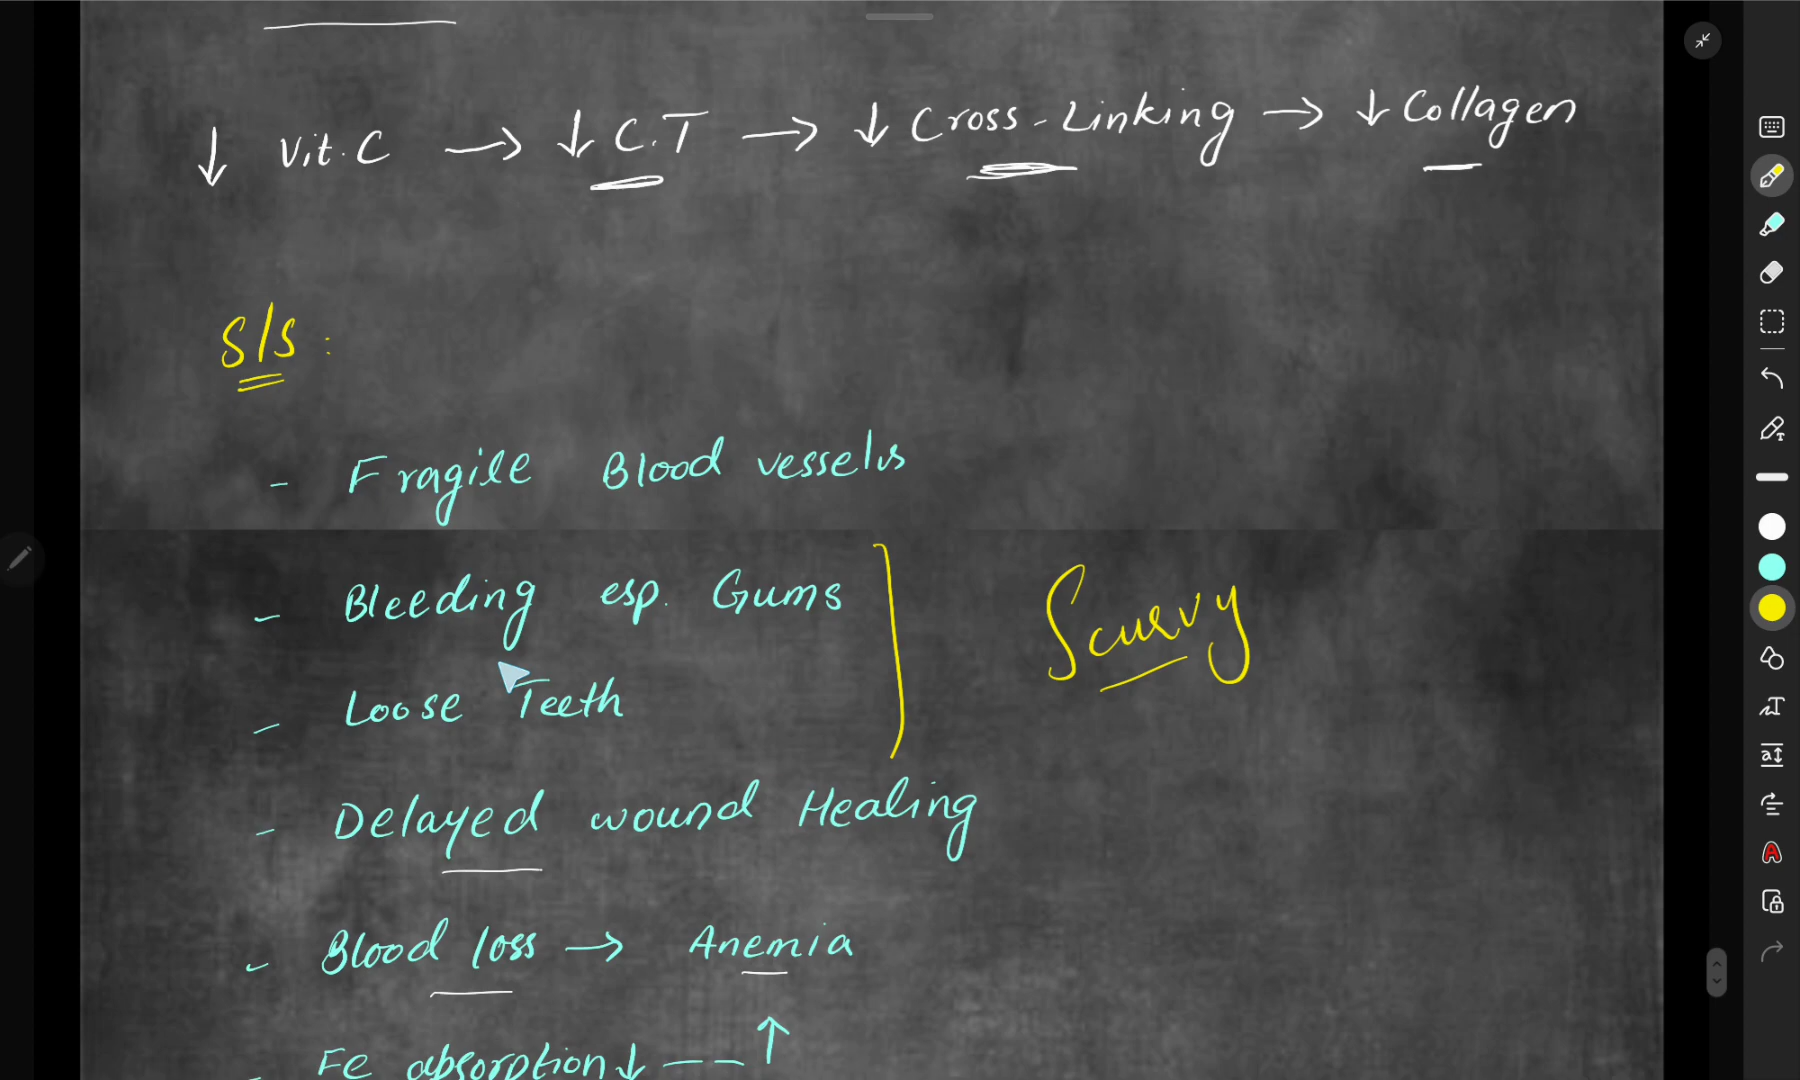 ↓ Vit. C → ↓ C.T → ↓ Cross-Linking → ↓ Collagen
S/S :
- Fragile Blood vessels
- Bleeding esp. Gums
Scurvy
- Loose Teeth
- Delayed wound Healing
- Blood loss → Anemia
- Fe absorption ↓ --- ↑